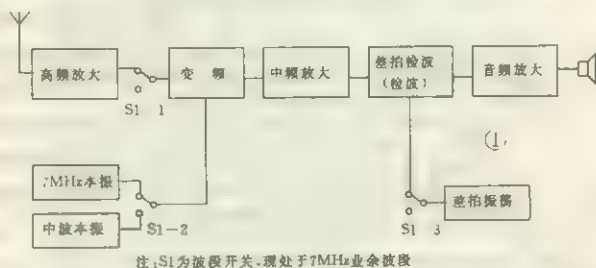 高频放大
S1-1
变频
中频放大
差拍检波
(检波)
音频放大
①
7MHz本振
中波本振
S1-2
S1-3
差拍振荡
注:S1为波段开关.现处于7MHz业余波段